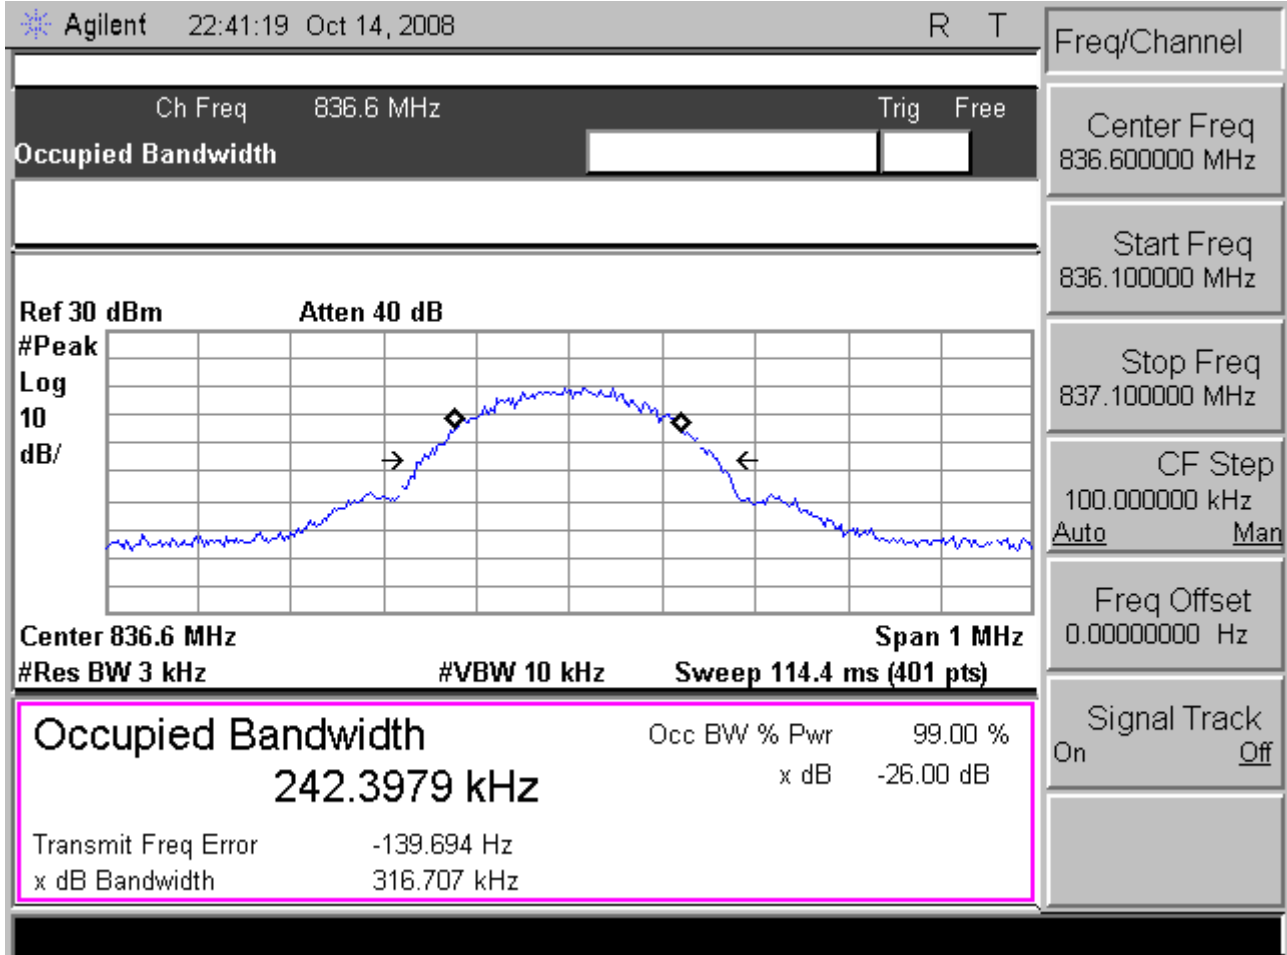 Agilent 22:41:19 Oct 14, 2008 R T
Freq/Channel
Ch Freq 836.6 MHz Trig Free
Occupied Bandwidth
Center Freq
836.600000 MHz
Start Freq
836.100000 MHz
Stop Freq
837.100000 MHz
CF Step
100.000000 kHz
Auto Man
Freq Offset
0.00000000 Hz
Signal Track
On Off
Ref 30 dBm Atten 40 dB
#Peak
Log
10
dB/
Center 836.6 MHz Span 1 MHz
#Res BW 3 kHz #VBW 10 kHz Sweep 114.4 ms (401 pts)
Occupied Bandwidth Occ BW % Pwr 99.00 %
242.3979 kHz x dB -26.00 dB
Transmit Freq Error -139.694 Hz
x dB Bandwidth 316.707 kHz